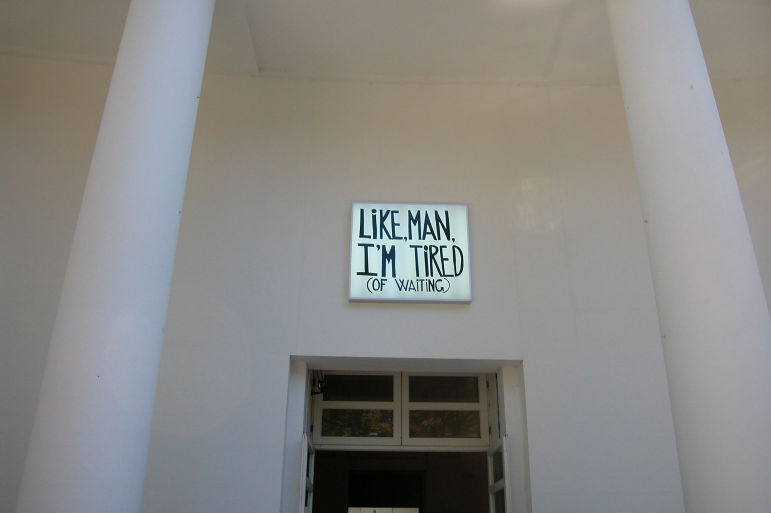 LiKE, MAN,
I'M TiRED
(OF WAiTiNG)